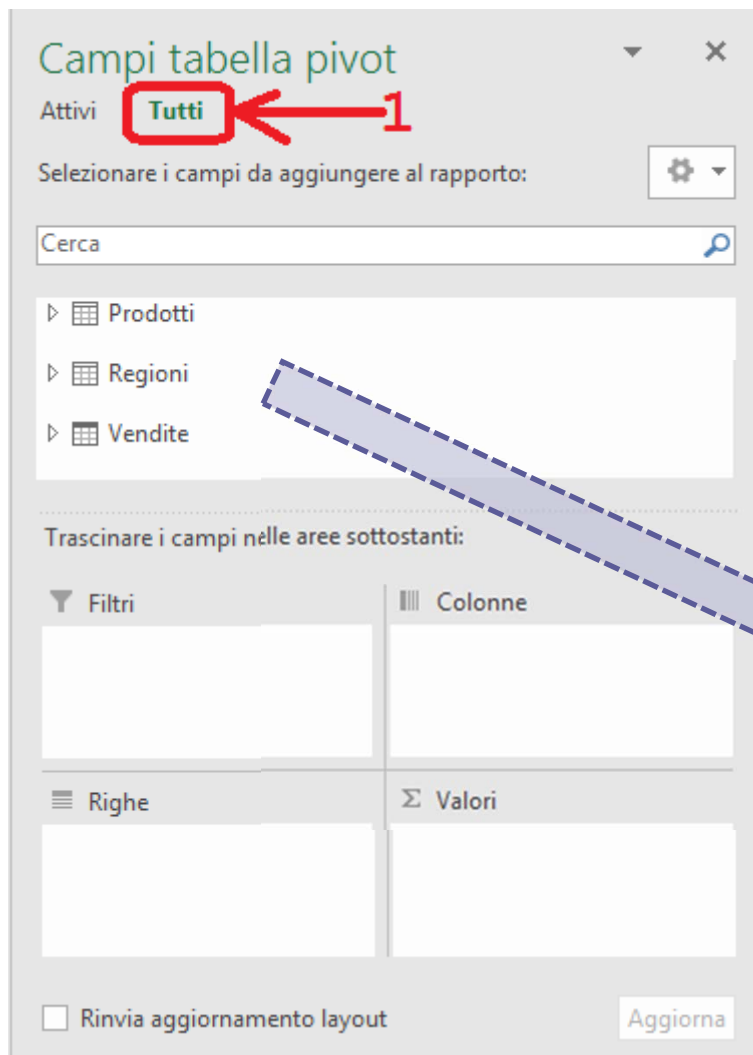 Campi tabella pivot
Attivi Tutti 1
Selezionare i campi da aggiungere al rapporto:
Cerca
Prodotti
Regioni
Vendite
Trascinare i campi nelle aree sottostanti:
Filtri Colonne
Righe Σ Valori
Rinvia aggiornamento layout Aggiorna